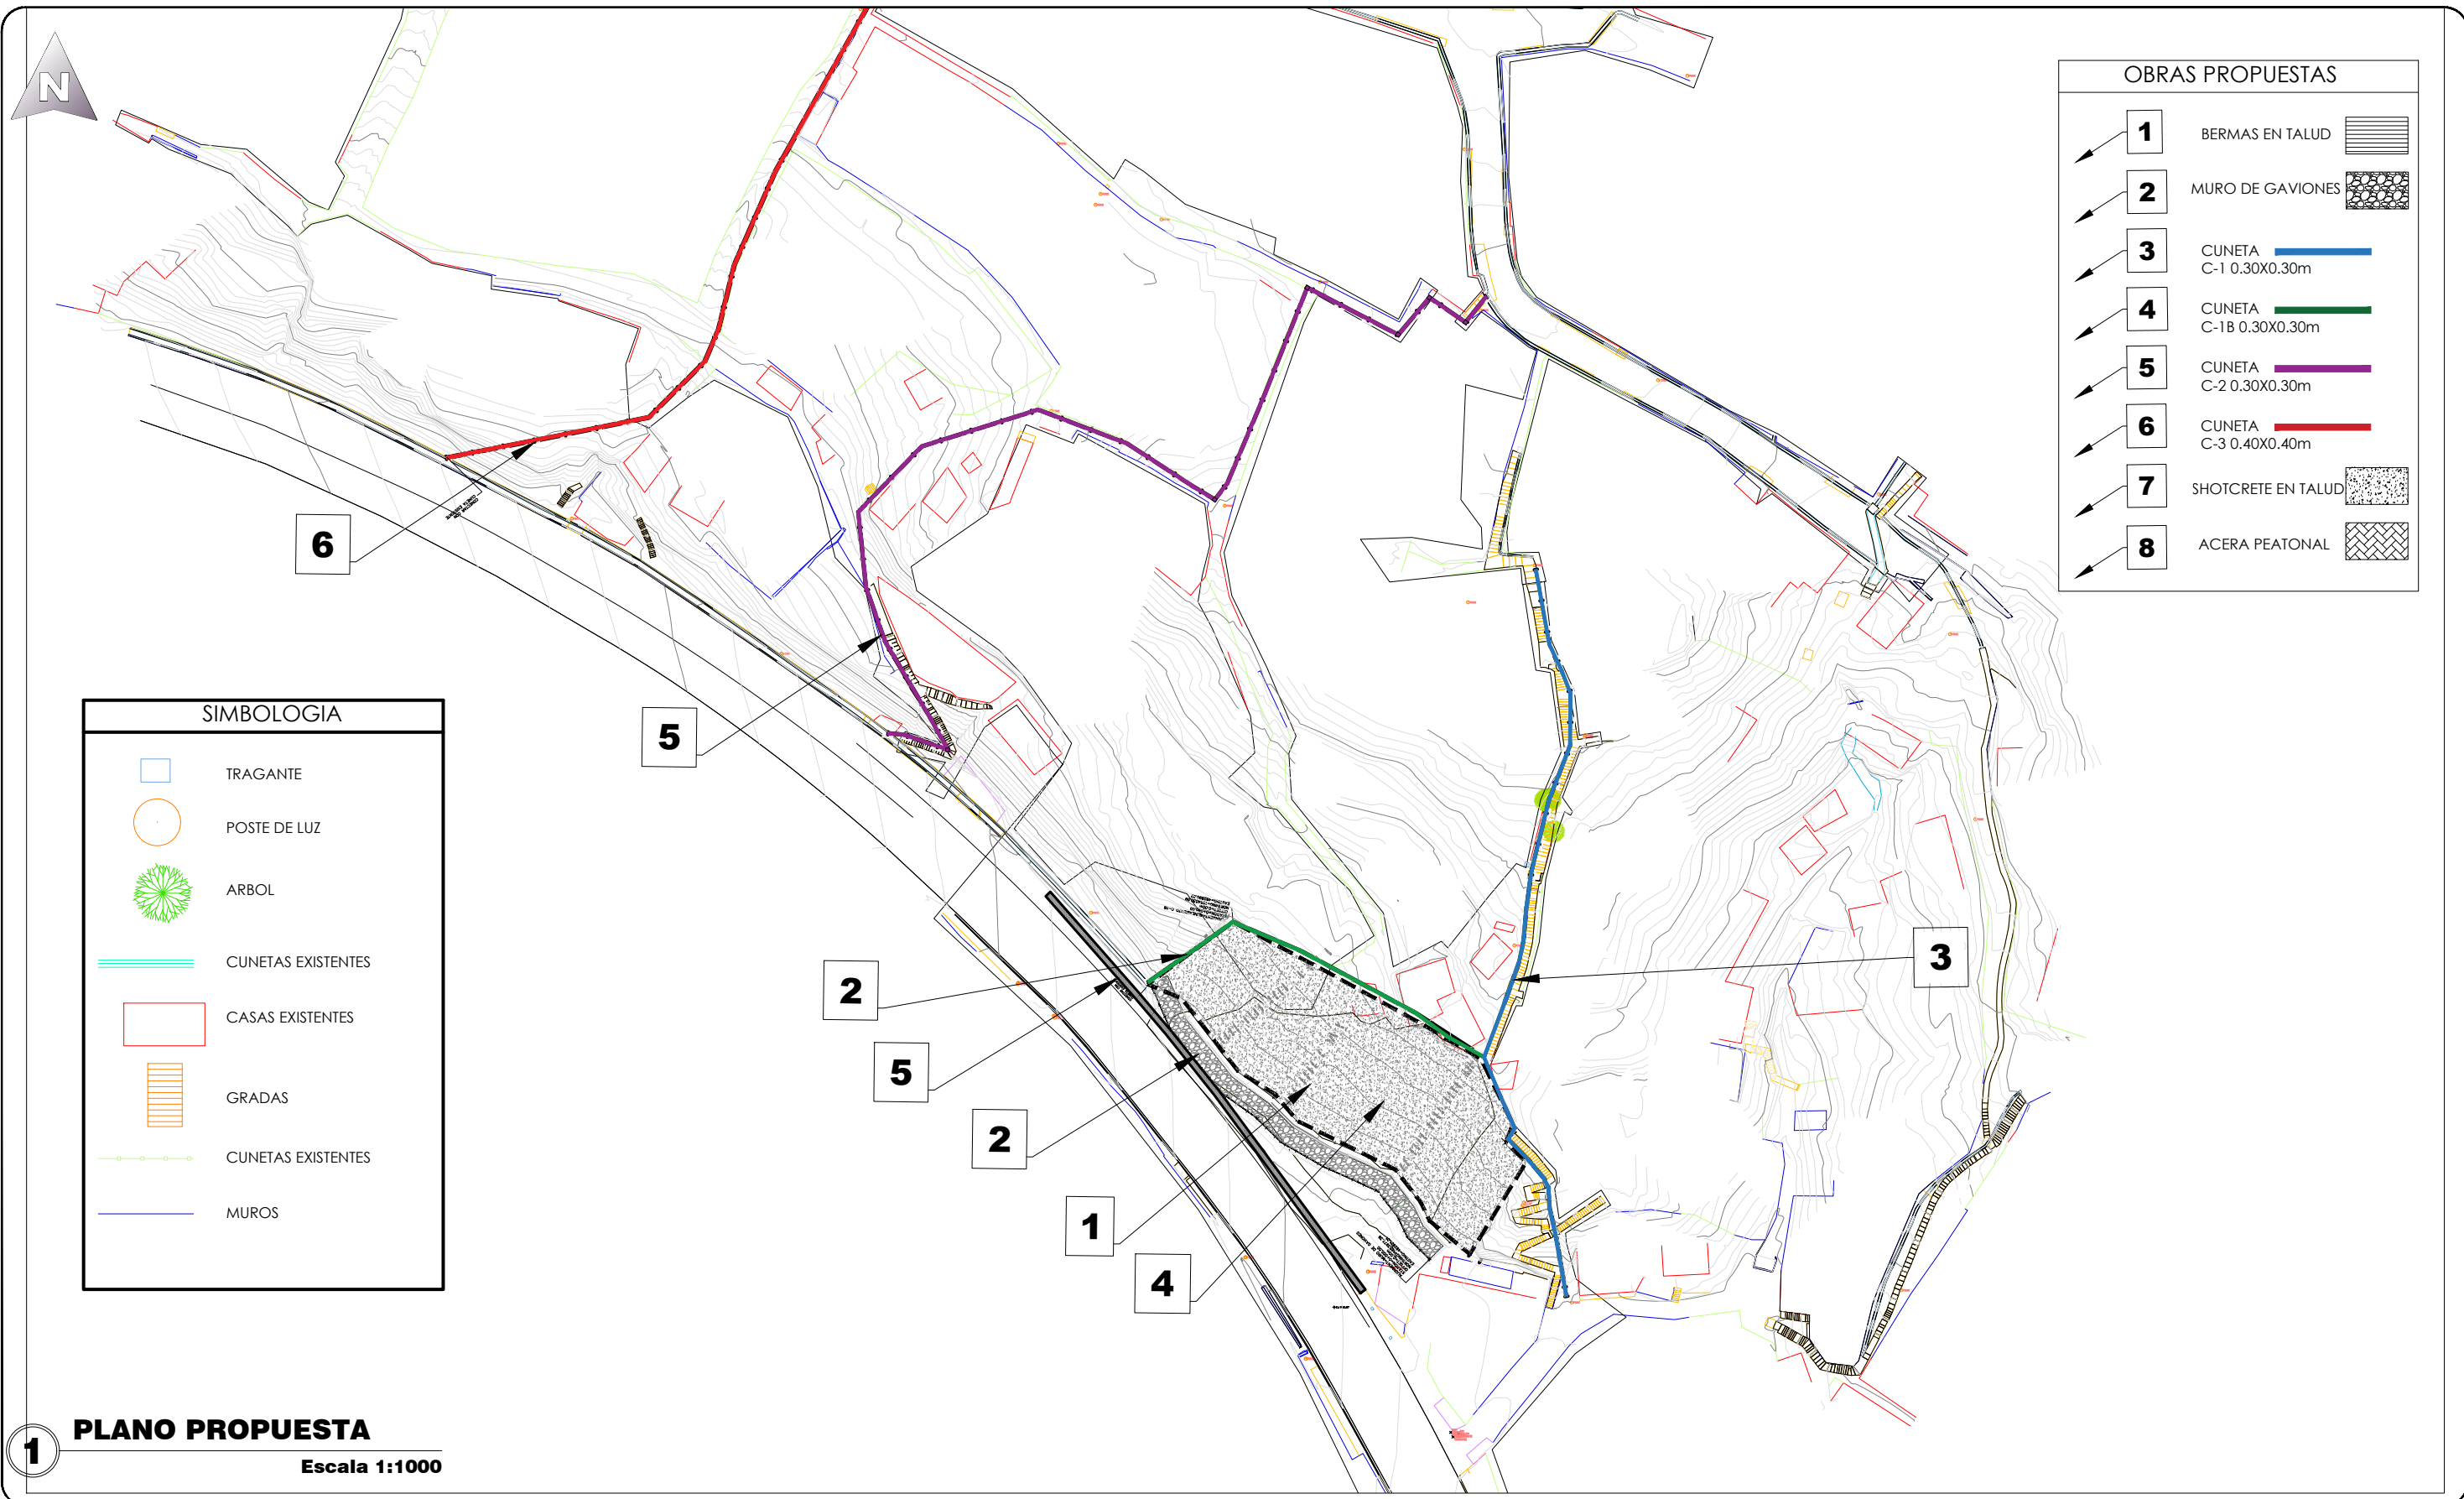 N
OBRAS PROPUESTAS
1 BERMAS EN TALUD
2 MURO DE GAVIONES
3 CUNETA
C-1 0.30X0.30m
4 CUNETA
C-1B 0.30X0.30m
5 CUNETA
C-2 0.30X0.30m
6 CUNETA
C-3 0.40X0.40m
7 SHOTCRETE EN TALUD
8 ACERA PEATONAL
6
5
3
2
5
2
1
4
SIMBOLOGIA
TRAGANTE
POSTE DE LUZ
ARBOL
CUNETAS EXISTENTES
CASAS EXISTENTES
GRADAS
CUNETAS EXISTENTES
MUROS
1 PLANO PROPUESTA
Escala 1:1000